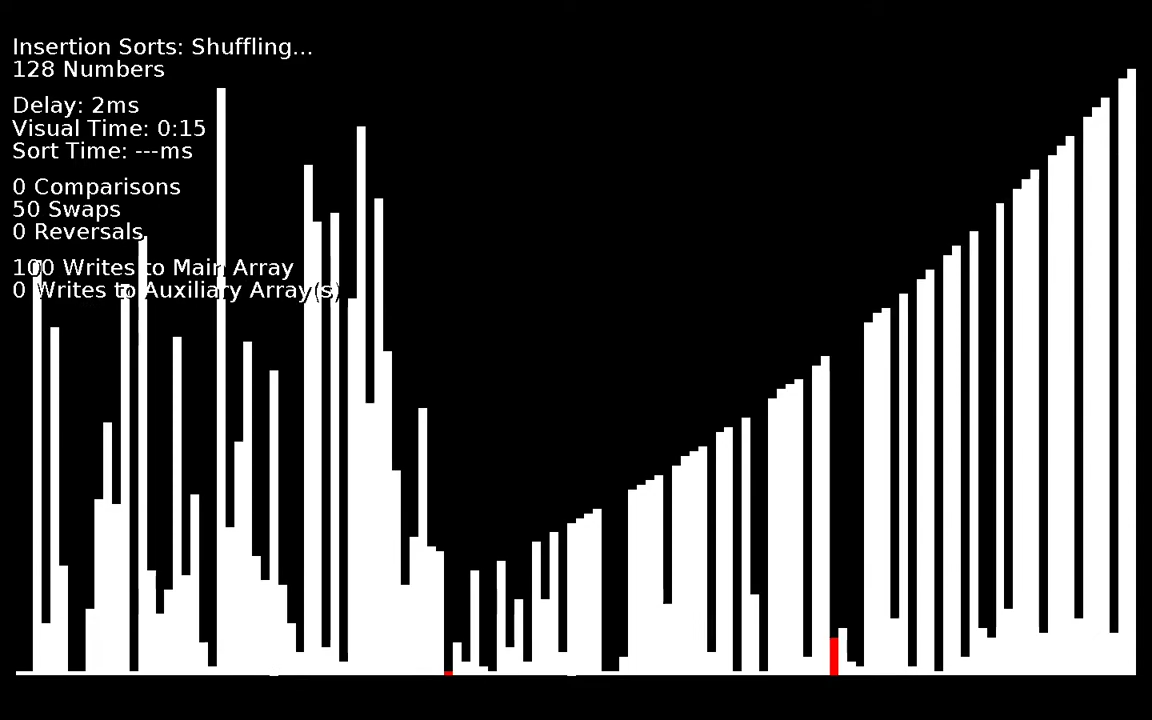 Insertion Sorts: Shuffling...
128 Numbers
Delay: 2ms
Visual Time: 0:15
Sort Time: ---ms
0 Comparisons
50 Swaps
0 Reversals
100 Writes to Main Array
0 Writes to Auxiliary Array(s)